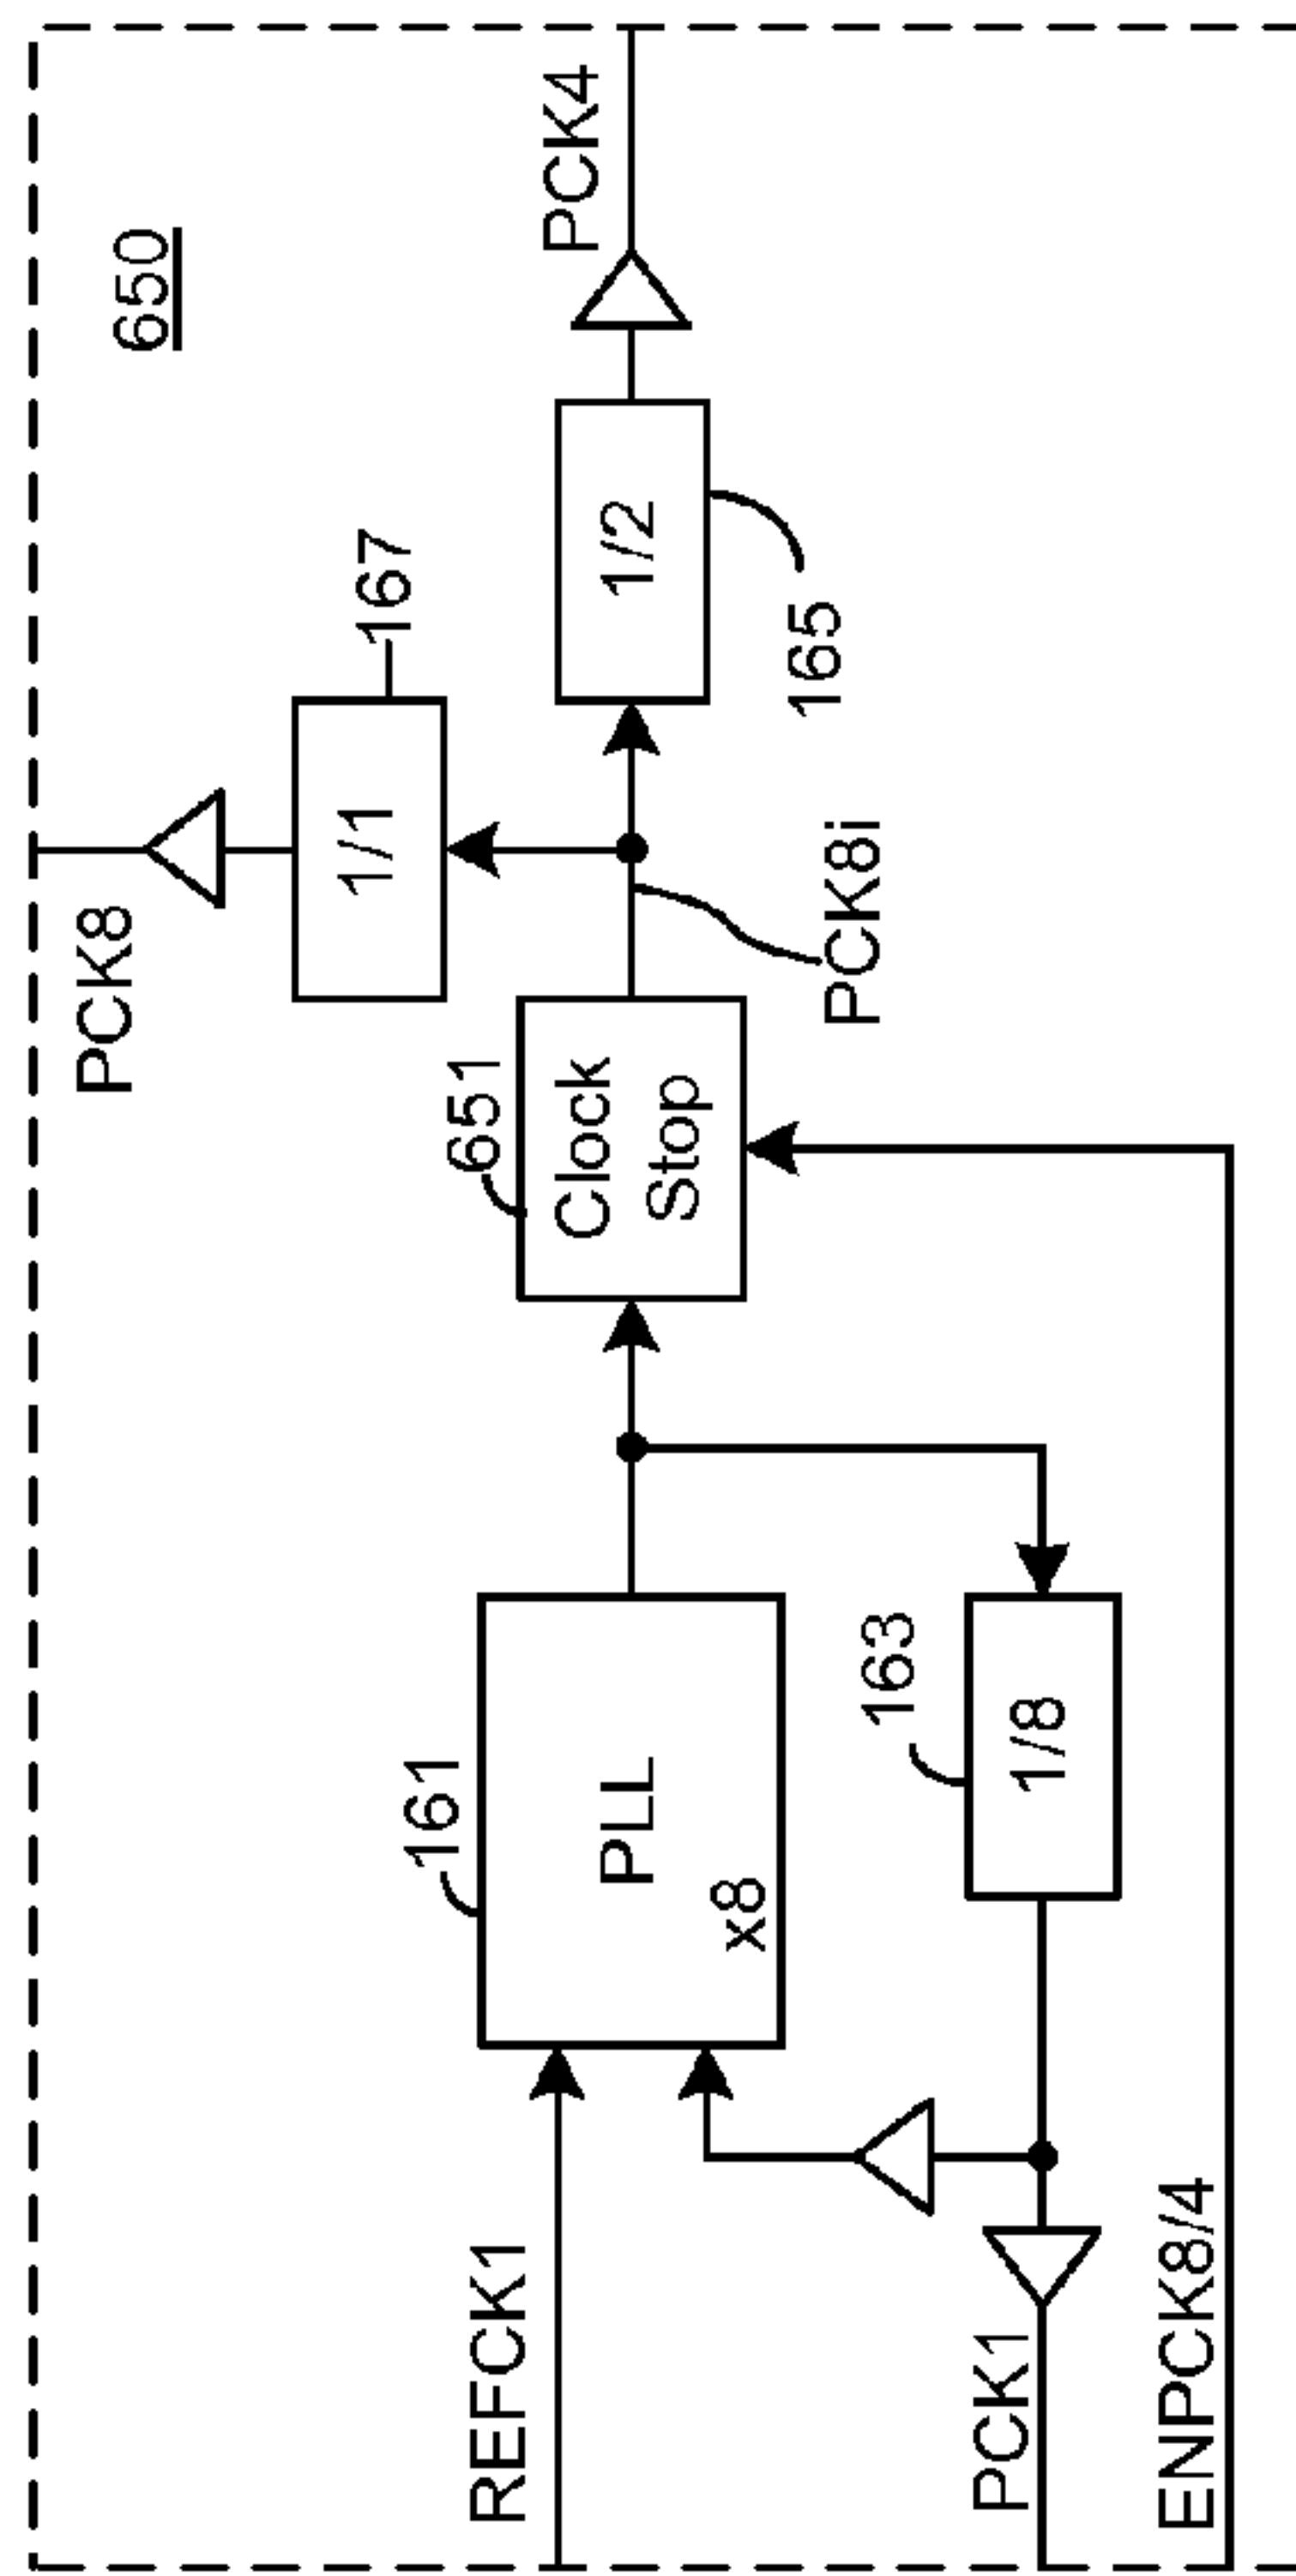 650
PCK8
167
1/1
PCK4
1/2
165
651
Clock
Stop
PCK8i
161
PLL
x8
163
1/8
REFCK1
PCK1
ENPCK8/4